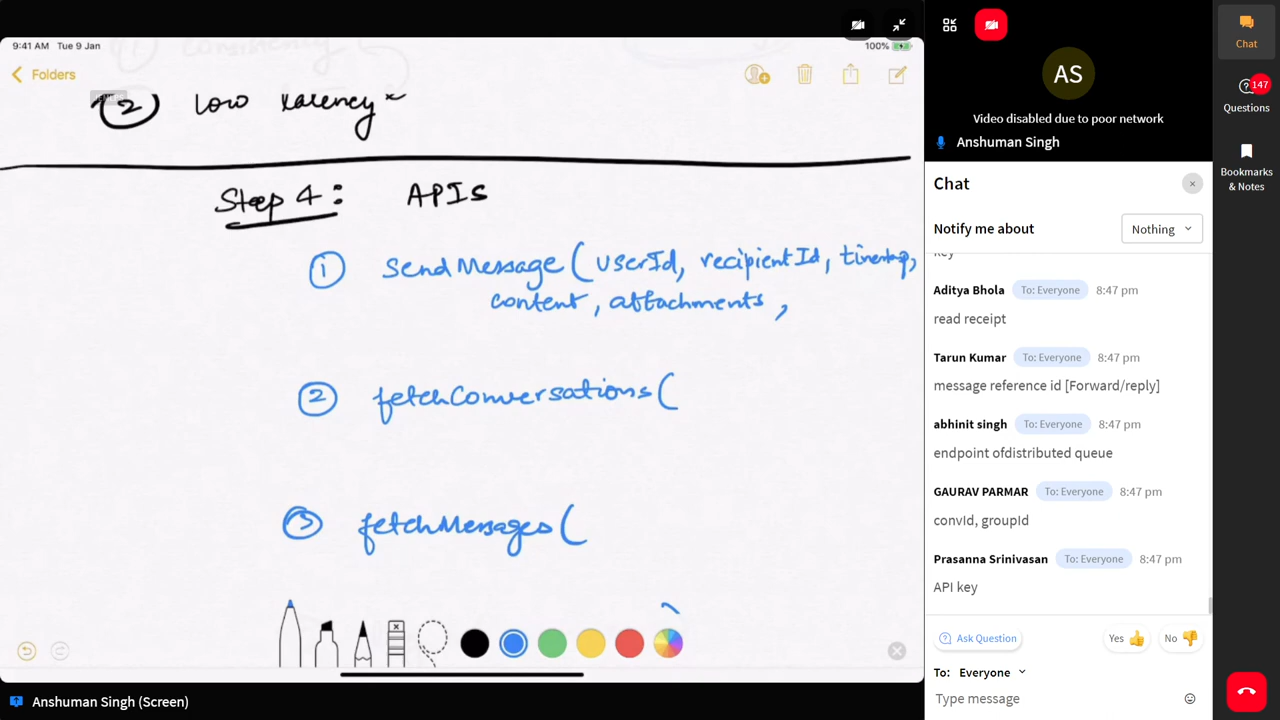 9:41 AM Tue 9 Jan
100%
Folders
2 Low Latency
Step 4: APIs
1 SendMessage (userId, recipientId, timestamp,
content, attachments,
2 fetchConversations(
3 fetchMessages(
Anshuman Singh (Screen)
AS
Video disabled due to poor network
Anshuman Singh
Chat
Notify me about Nothing
key
Aditya Bhola To: Everyone 8:47 pm
read receipt
Tarun Kumar To: Everyone 8:47 pm
message reference id [Forward/reply]
abhinit singh To: Everyone 8:47 pm
endpoint ofdistributed queue
GAURAV PARMAR To: Everyone 8:47 pm
convId, groupId
Prasanna Srinivasan To: Everyone 8:47 pm
API key
Ask Question Yes No
To: Everyone
Type message
Chat
147
Questions
Bookmarks
& Notes